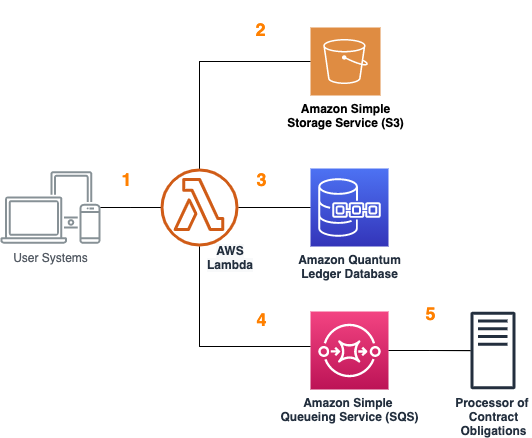 2
Amazon Simple
Storage Service (S3)
1
3
User Systems
AWS
Lambda
Amazon Quantum
Ledger Database
4
5
Amazon Simple
Queueing Service (SQS)
Processor of
Contract
Obligations